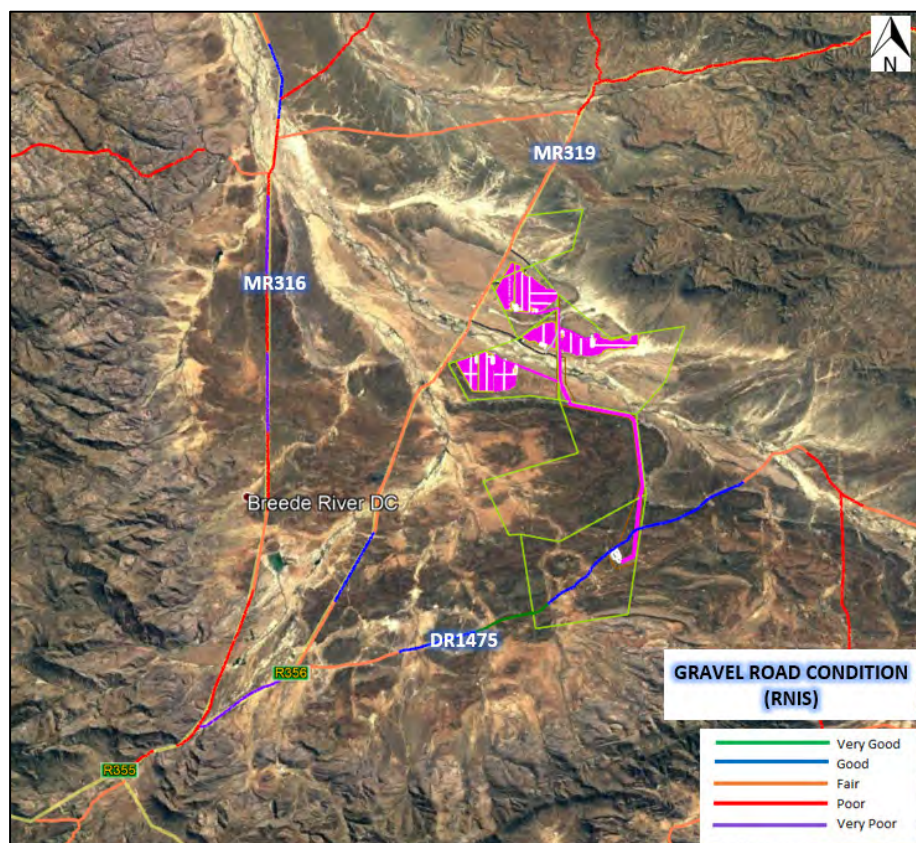 N
MR319
MR316
Breede River DC
DR1475
R356
R355
GRAVEL ROAD CONDITION
(RNIS)
Very Good
Good
Fair
Poor
Very Poor